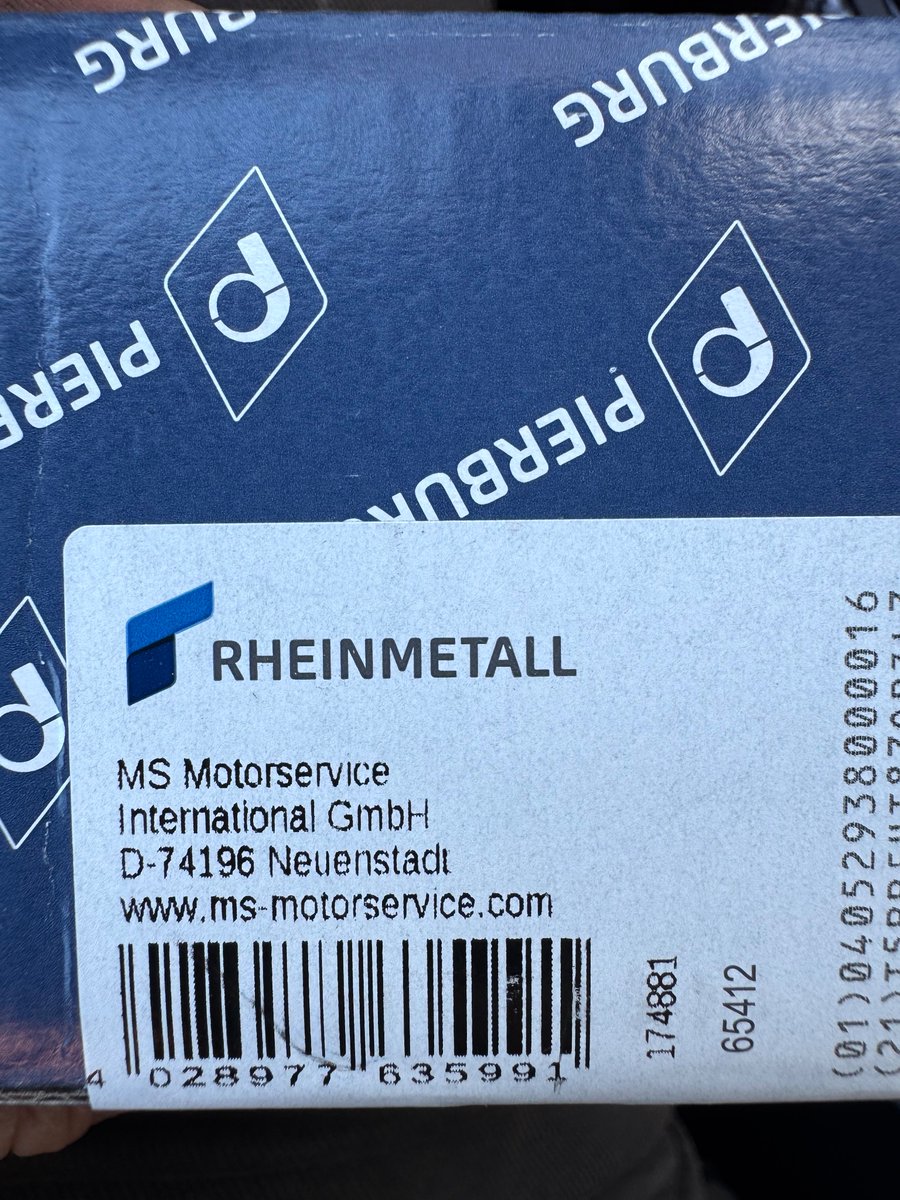 PIERBURG
PIERBURG
PIERBURG
RHEINMETALL
MS Motorservice
International GmbH
D-74196 Neuenstadt
www.ms-motorservice.com
4 028977 635991
174881
65412
(01)04052938000016